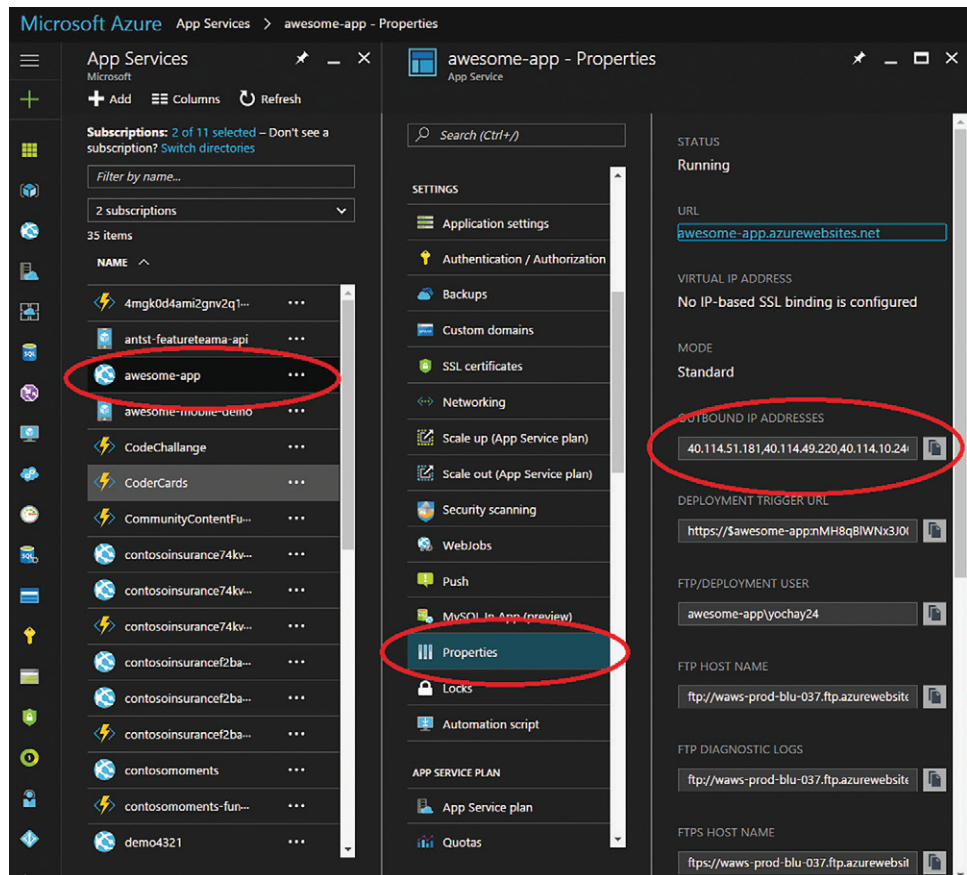 Microsoft Azure App Services > awesome-app - Properties
App Services
Microsoft
Add Columns Refresh
Subscriptions: 2 of 11 selected – Don't see a
subscription? Switch directories
Filter by name...
2 subscriptions
35 items
NAME
4mgk0d4ami2gnv2q1...
antst-featureteama-api
awesome-app
awesome-mobile-demo
CodeChallange
CoderCards
CommunityContentFu...
contosoinsurance74kv...
contosoinsurance74kv...
contosoinsurance74kv...
contosoinsurancef2ba...
contosoinsurancef2ba...
contosoinsurancef2ba...
contosomoments
contosomoments-fun...
demo4321
awesome-app - Properties
App Service
Search (Ctrl+/)
SETTINGS
Application settings
Authentication / Authorization
Backups
Custom domains
SSL certificates
Networking
Scale up (App Service plan)
Scale out (App Service plan)
Security scanning
WebJobs
Push
MySQL In App (preview)
Properties
Locks
Automation script
APP SERVICE PLAN
App Service plan
Quotas
STATUS
Running
URL
awesome-app.azurewebsites.net
VIRTUAL IP ADDRESS
No IP-based SSL binding is configured
MODE
Standard
OUTBOUND IP ADDRESSES
40.114.51.181,40.114.49.220,40.114.10.24
DEPLOYMENT TRIGGER URL
https://$awesome-app:nMH8qBlWNx3J0
FTP/DEPLOYMENT USER
awesome-app\yochay24
FTP HOST NAME
ftp://waws-prod-blu-037.ftp.azurewebsite
FTP DIAGNOSTIC LOGS
ftp://waws-prod-blu-037.ftp.azurewebsite
FTPS HOST NAME
ftps://waws-prod-blu-037.ftp.azurewebsit